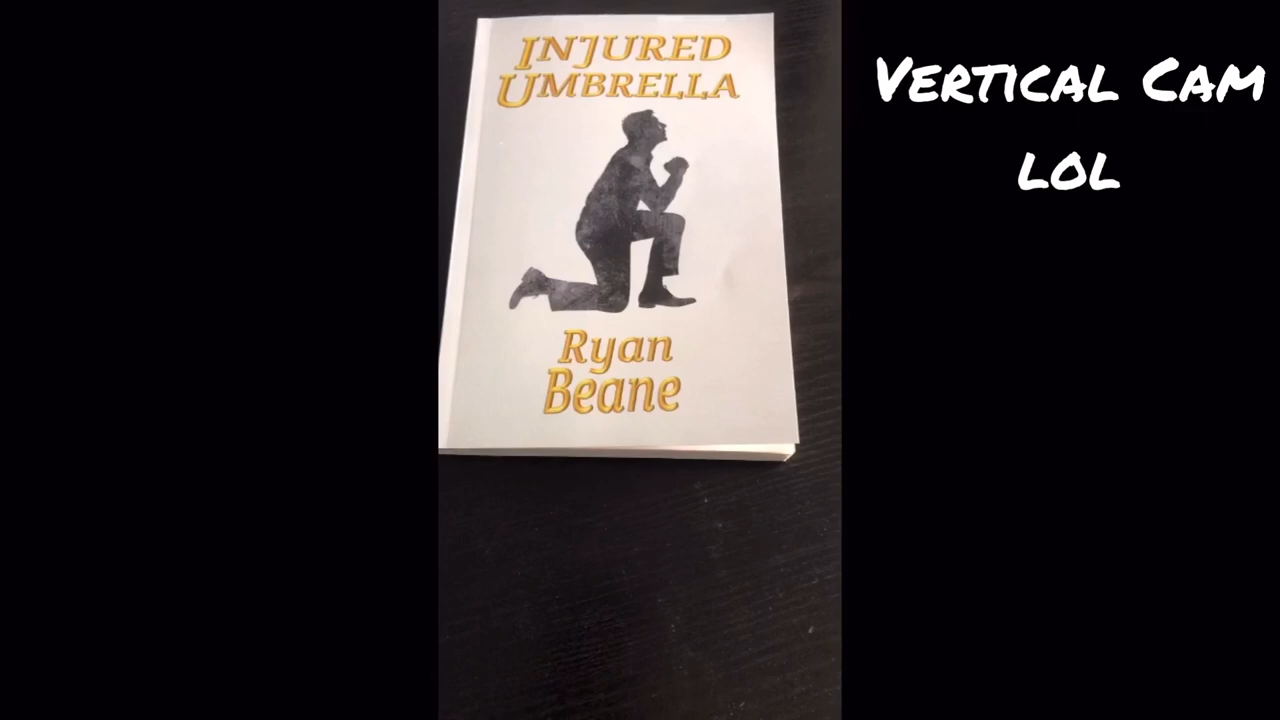 INJURED
UMBRELLA
Ryan
Beane
VERTICAL CAM
LOL